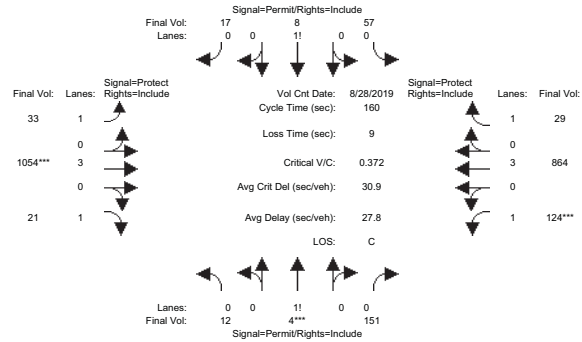 Signal=Permit/Rights=Include
Final Vol: 17 8 57
Lanes: 0 0 1! 0 0
Signal=Protect Signal=Protect
Final Vol: Lanes: Rights=Include Vol Cnt Date: 8/28/2019 Rights=Include Lanes: Final Vol:
Cycle Time (sec): 160
33 1 1 29
Loss Time (sec): 9
0 0
1054*** 3 Critical V/C: 0.372 3 864
0 Avg Crit Del (sec/veh): 30.9 0
21 1 Avg Delay (sec/veh): 27.8 1 124***
LOS: C
Lanes: 0 0 1! 0 0
Final Vol: 12 4*** 151
Signal=Permit/Rights=Include